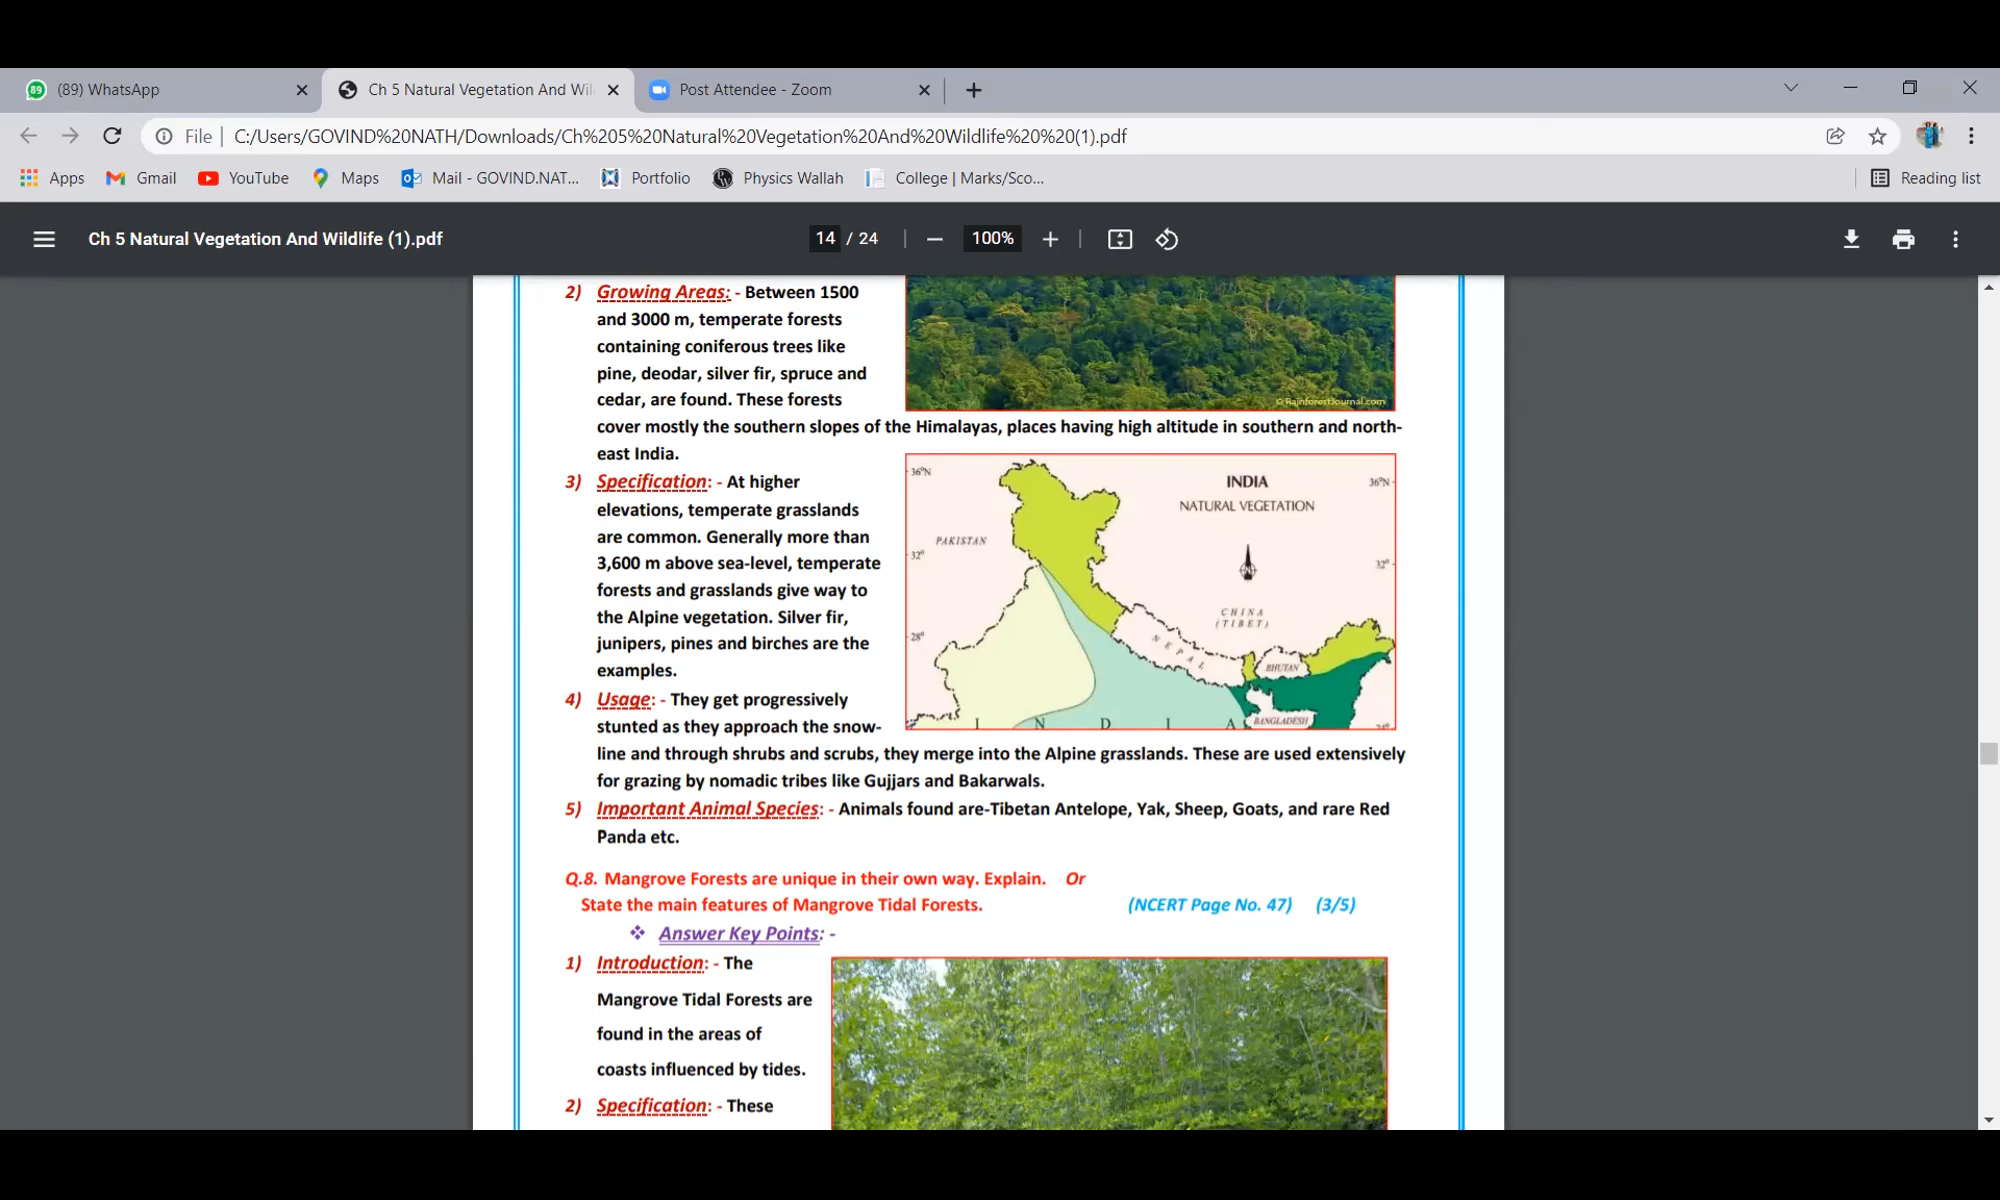 89 (89) WhatsApp
Ch 5 Natural Vegetation And Wil
Post Attendee - Zoom
File | C:/Users/GOVIND%20NATH/Downloads/Ch%205%20Natural%20Vegetation%20And%20Wildlife%20%20(1).pdf
Apps Gmail YouTube Maps Mail - GOVIND.NAT... Portfolio Physics Wallah College | Marks/Sco... Reading list
Ch 5 Natural Vegetation And Wildlife (1).pdf 14 / 24 100%
2) Growing Areas: - Between 1500
and 3000 m, temperate forests
containing coniferous trees like
pine, deodar, silver fir, spruce and
cedar, are found. These forests
© RainforestJournal.com
cover mostly the southern slopes of the Himalayas, places having high altitude in southern and north-
east India.
3) Specification: - At higher
elevations, temperate grasslands
are common. Generally more than
3,600 m above sea-level, temperate
forests and grasslands give way to
the Alpine vegetation. Silver fir,
junipers, pines and birches are the
examples.
36°N INDIA 36°N
NATURAL VEGETATION
PAKISTAN
32° 32°
CHINA
(TIBET)
28°
NEPAL
BHUTAN
BANGLADESH
I N D I A
4) Usage: - They get progressively
stunted as they approach the snow-
line and through shrubs and scrubs, they merge into the Alpine grasslands. These are used extensively
for grazing by nomadic tribes like Gujjars and Bakarwals.
5) Important Animal Species: - Animals found are-Tibetan Antelope, Yak, Sheep, Goats, and rare Red
Panda etc.
Q.8. Mangrove Forests are unique in their own way. Explain. Or
State the main features of Mangrove Tidal Forests. (NCERT Page No. 47) (3/5)
❖ Answer Key Points: -
1) Introduction: - The
Mangrove Tidal Forests are
found in the areas of
coasts influenced by tides.
2) Specification: - These